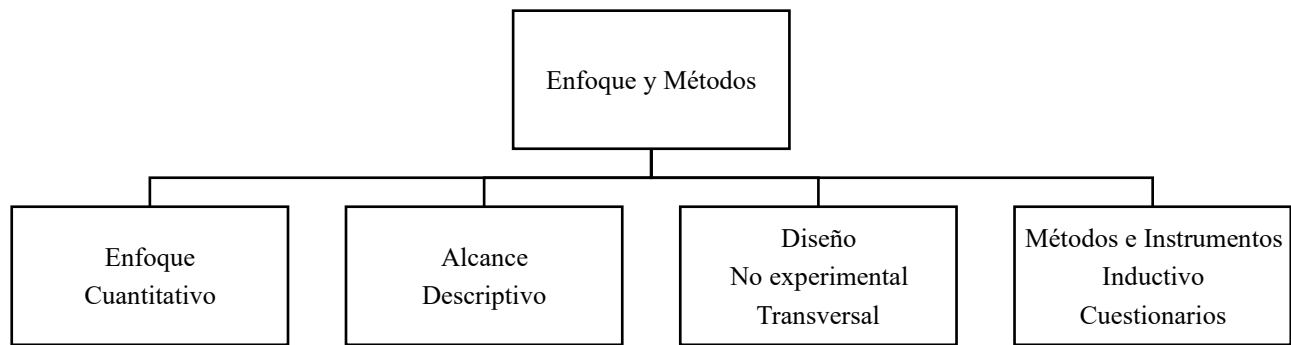 Enfoque y Métodos
Enfoque
Cuantitativo
Alcance
Descriptivo
Diseño
No experimental
Transversal
Métodos e Instrumentos
Inductivo
Cuestionarios